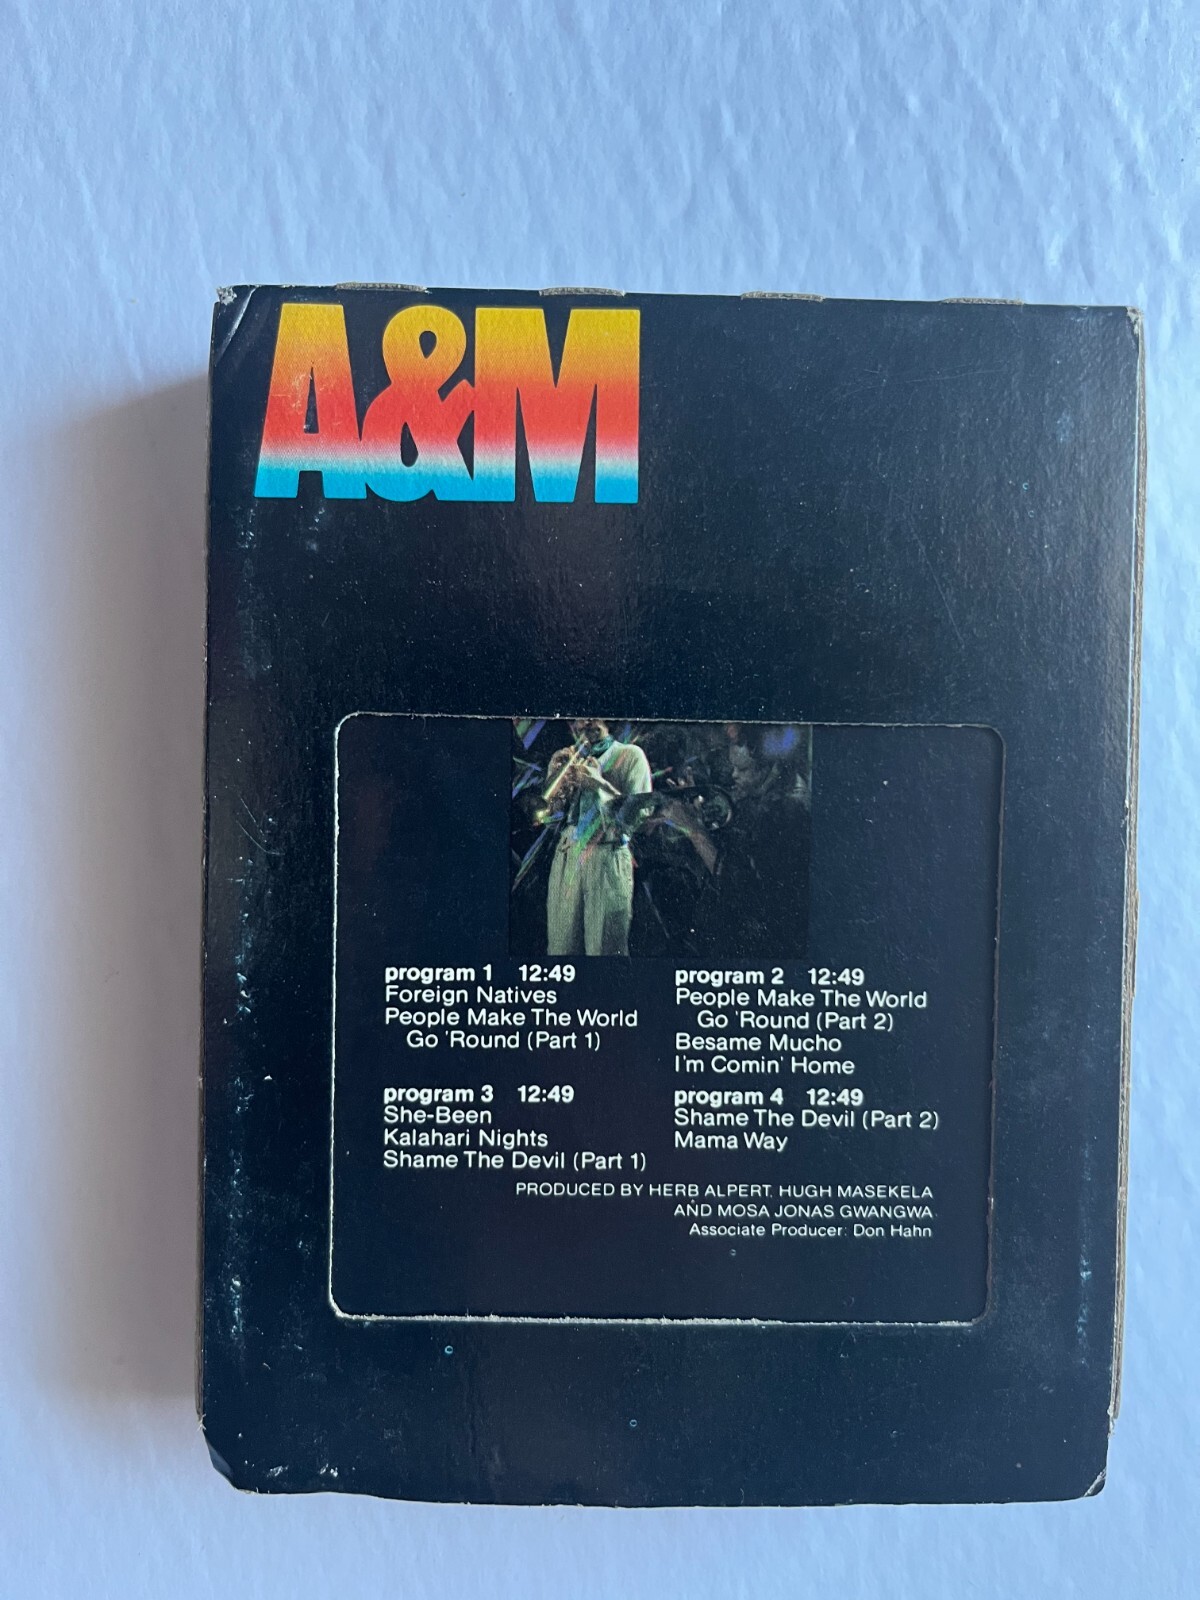 A&M
program 1 12:49
Foreign Natives
People Make The World
Go 'Round (Part 1)
program 2 12:49
People Make The World
Go 'Round (Part 2)
Besame Mucho
I'm Comin' Home
program 3 12:49
She-Been
Kalahari Nights
Shame The Devil (Part 1)
program 4 12:49
Shame The Devil (Part 2)
Mama Way
PRODUCED BY HERB ALPERT, HUGH MASEKELA
AND MOSA JONAS GWANGWA
Associate Producer: Don Hahn